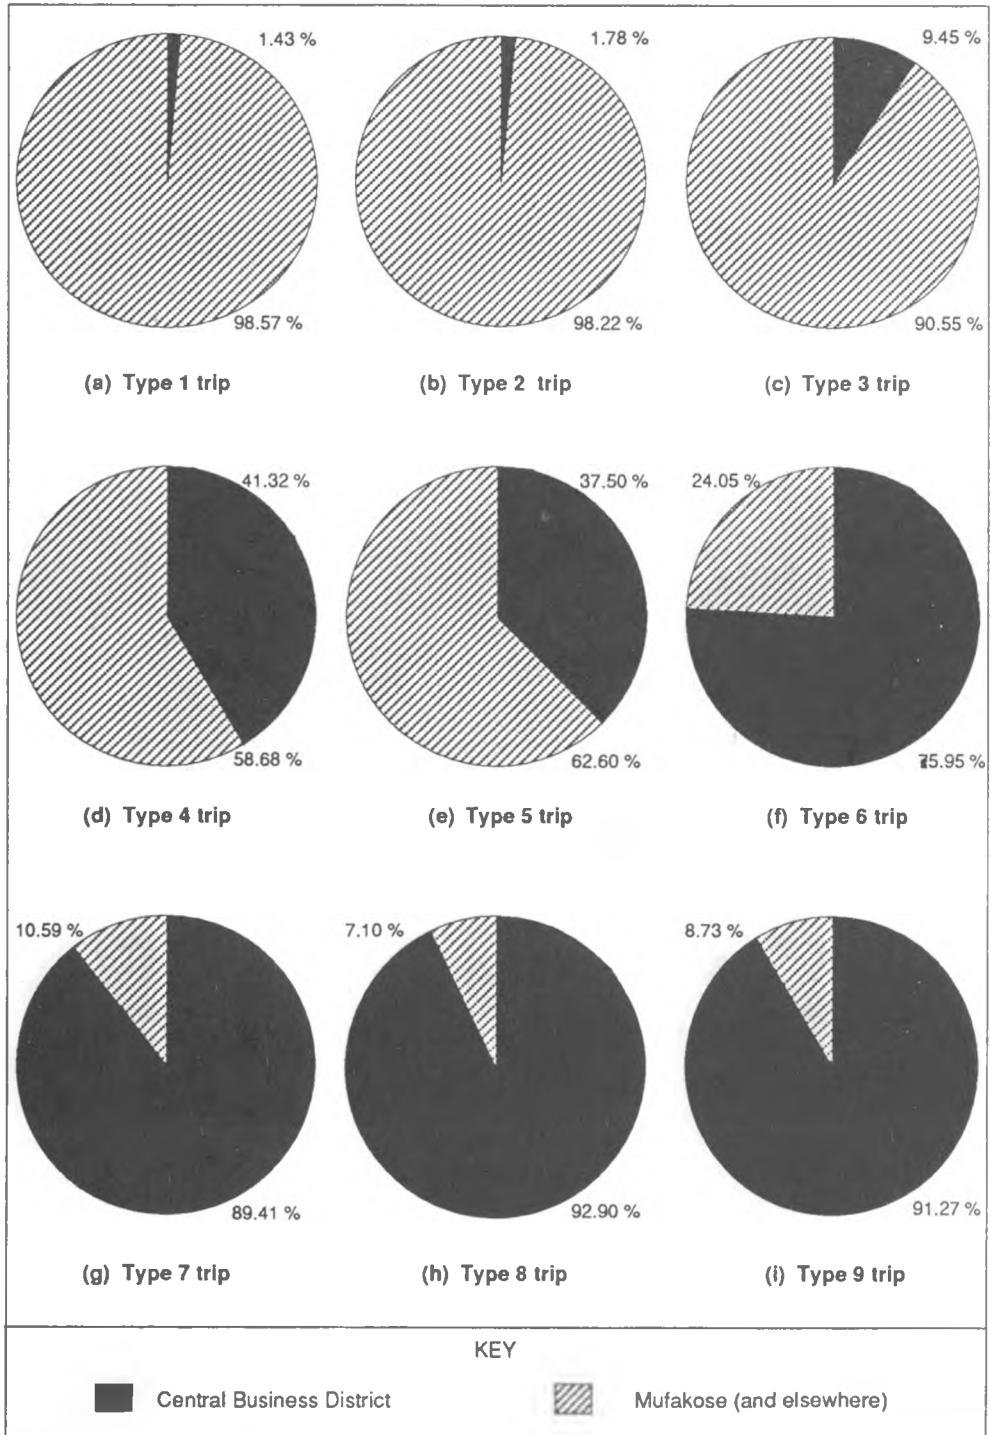 1.43 %
1.78 %
9.45 %
98.57 %
98.22 %
90.55 %
(a) Type 1 trip
(b) Type 2 trip
(c) Type 3 trip
41.32 %
37.50 %
24.05 %
58.68 %
62.60 %
75.95 %
(d) Type 4 trip
(e) Type 5 trip
(f) Type 6 trip
10.59 %
7.10 %
8.73 %
89.41 %
92.90 %
91.27 %
(g) Type 7 trip
(h) Type 8 trip
(i) Type 9 trip
KEY
Central Business District
Mufakose (and elsewhere)